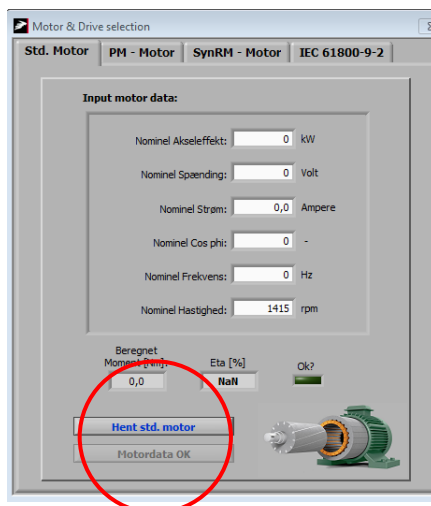 Motor & Drive selection
Std. Motor PM - Motor SynRM - Motor IEC 61800-9-2
Input motor data:
Nominel Akseleffekt: 0 kW
Nominel Spænding: 0 Volt
Nominel Strøm: 0,0 Ampere
Nominel Cos phi: 0 -
Nominel Frekvens: 0 Hz
Nominel Hastighed: 1415 rpm
Beregnet
Moment [Nm]: Eta [%] Ok?
0,0 NaN
Hent std. motor
Motordata OK